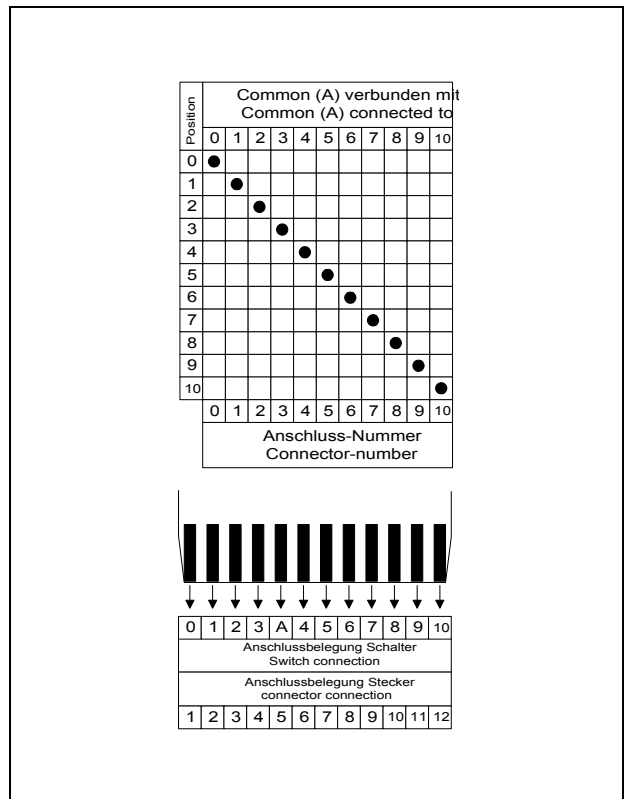 Position
Common (A) verbunden mit
Common (A) connected to
0 1 2 3 4 5 6 7 8 9 10
0
1
2
3
4
5
6
7
8
9
10
0 1 2 3 4 5 6 7 8 9 10
Anschluss-Nummer
Connector-number
0 1 2 3 A 4 5 6 7 8 9 10
Anschlussbelegung Schalter
Switch connection
Anschlussbelegung Stecker
connector connection
1 2 3 4 5 6 7 8 9 10 11 12